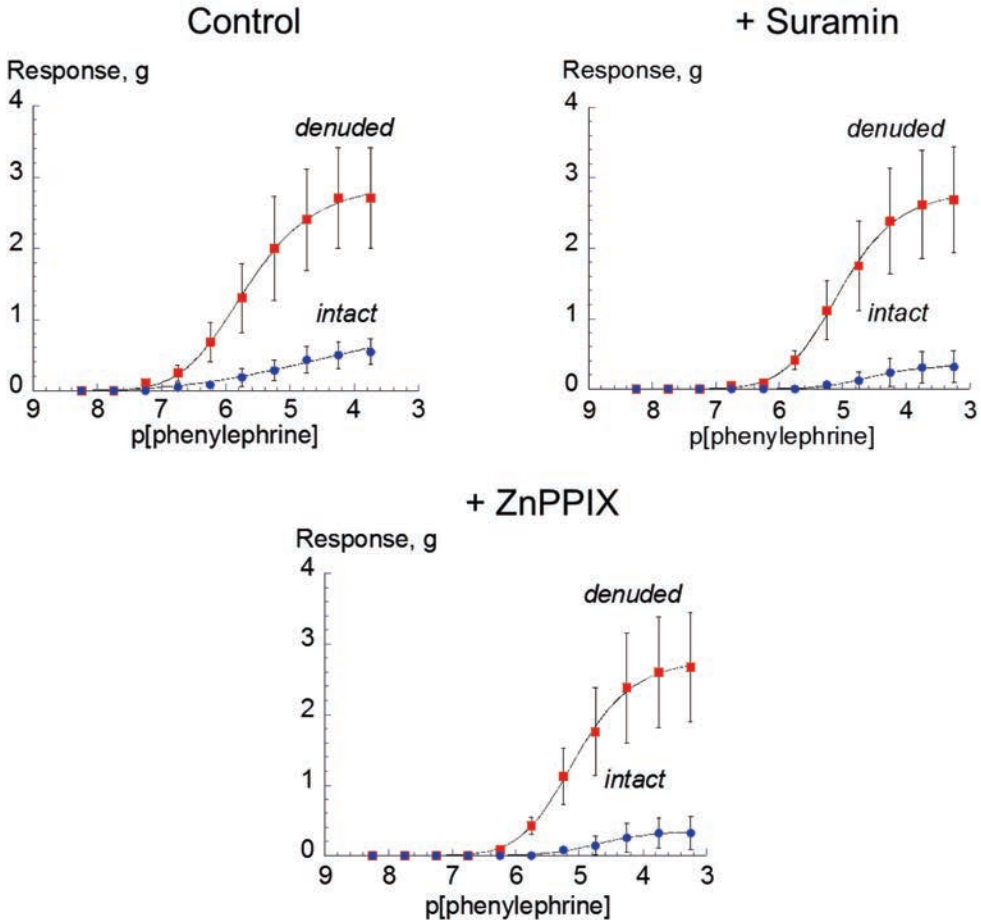 Control
Response, g
4
3
2
1
0
denuded
intact
9 8 7 6 5 4 3
p[phenylephrine]
+ Suramin
Response, g
4
3
2
1
0
denuded
intact
9 8 7 6 5 4 3
p[phenylephrine]
+ ZnPPIX
Response, g
4
3
2
1
0
denuded
intact
9 8 7 6 5 4 3
p[phenylephrine]